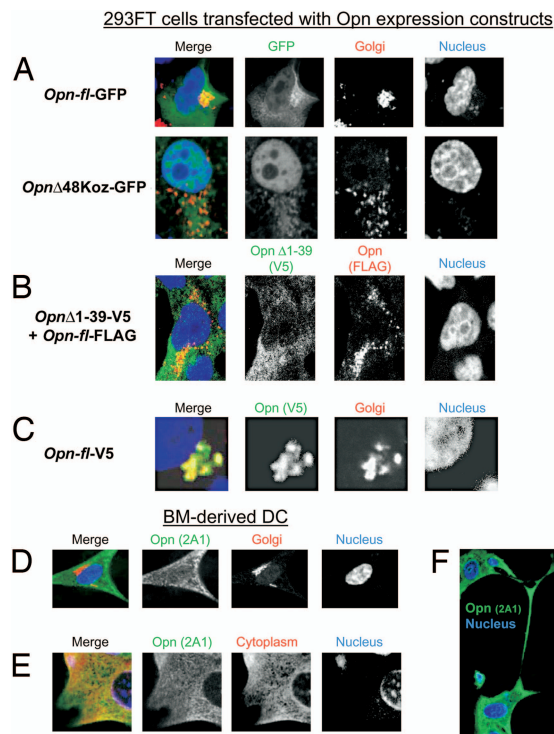 293FT cells transfected with Opn expression constructs
Merge GFP Golgi Nucleus
A
Opn-fl-GFP
OpnΔ48Koz-GFP
Opn Δ1-39 Opn
Merge (V5) (FLAG) Nucleus
B
OpnΔ1-39-V5
+ Opn-fl-FLAG
Merge Opn (V5) Golgi Nucleus
C
Opn-fl-V5
BM-derived DC
Merge Opn (2A1) Golgi Nucleus
D
F
Opn (2A1)
Nucleus
Merge Opn (2A1) Cytoplasm Nucleus
E